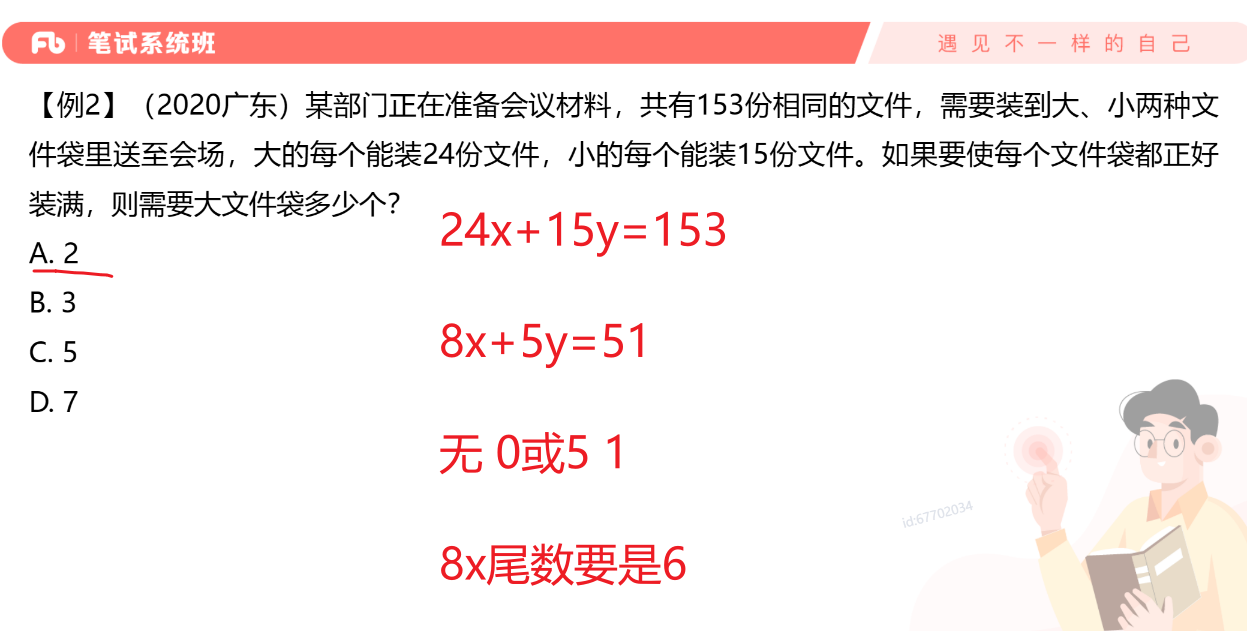 Fb 笔试系统班
遇见不一样的自己
【例2】（2020广东）某部门正在准备会议材料，共有153份相同的文件，需要装到大、小两种文
件袋里送至会场，大的每个能装24份文件，小的每个能装15份文件。如果要使每个文件袋都正好
装满，则需要大文件袋多少个？
24x+15y=153
A. 2
B. 3
8x+5y=51
C. 5
D. 7
无 0或5 1
id:67702034
8x尾数要是6